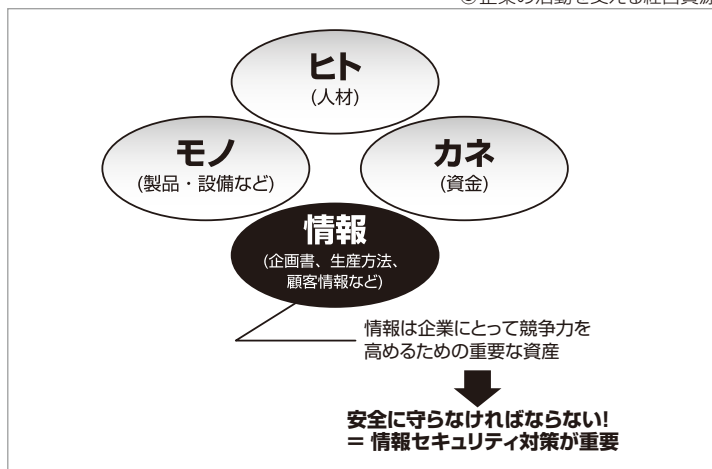 ヒト
(人材)
モノ
(製品・設備など)
カネ
(資金)
情報
(企画書、生産方法、
顧客情報など)
情報は企業にとって競争力を
高めるための重要な資産
安全に守らなければならない!
= 情報セキュリティ対策が重要